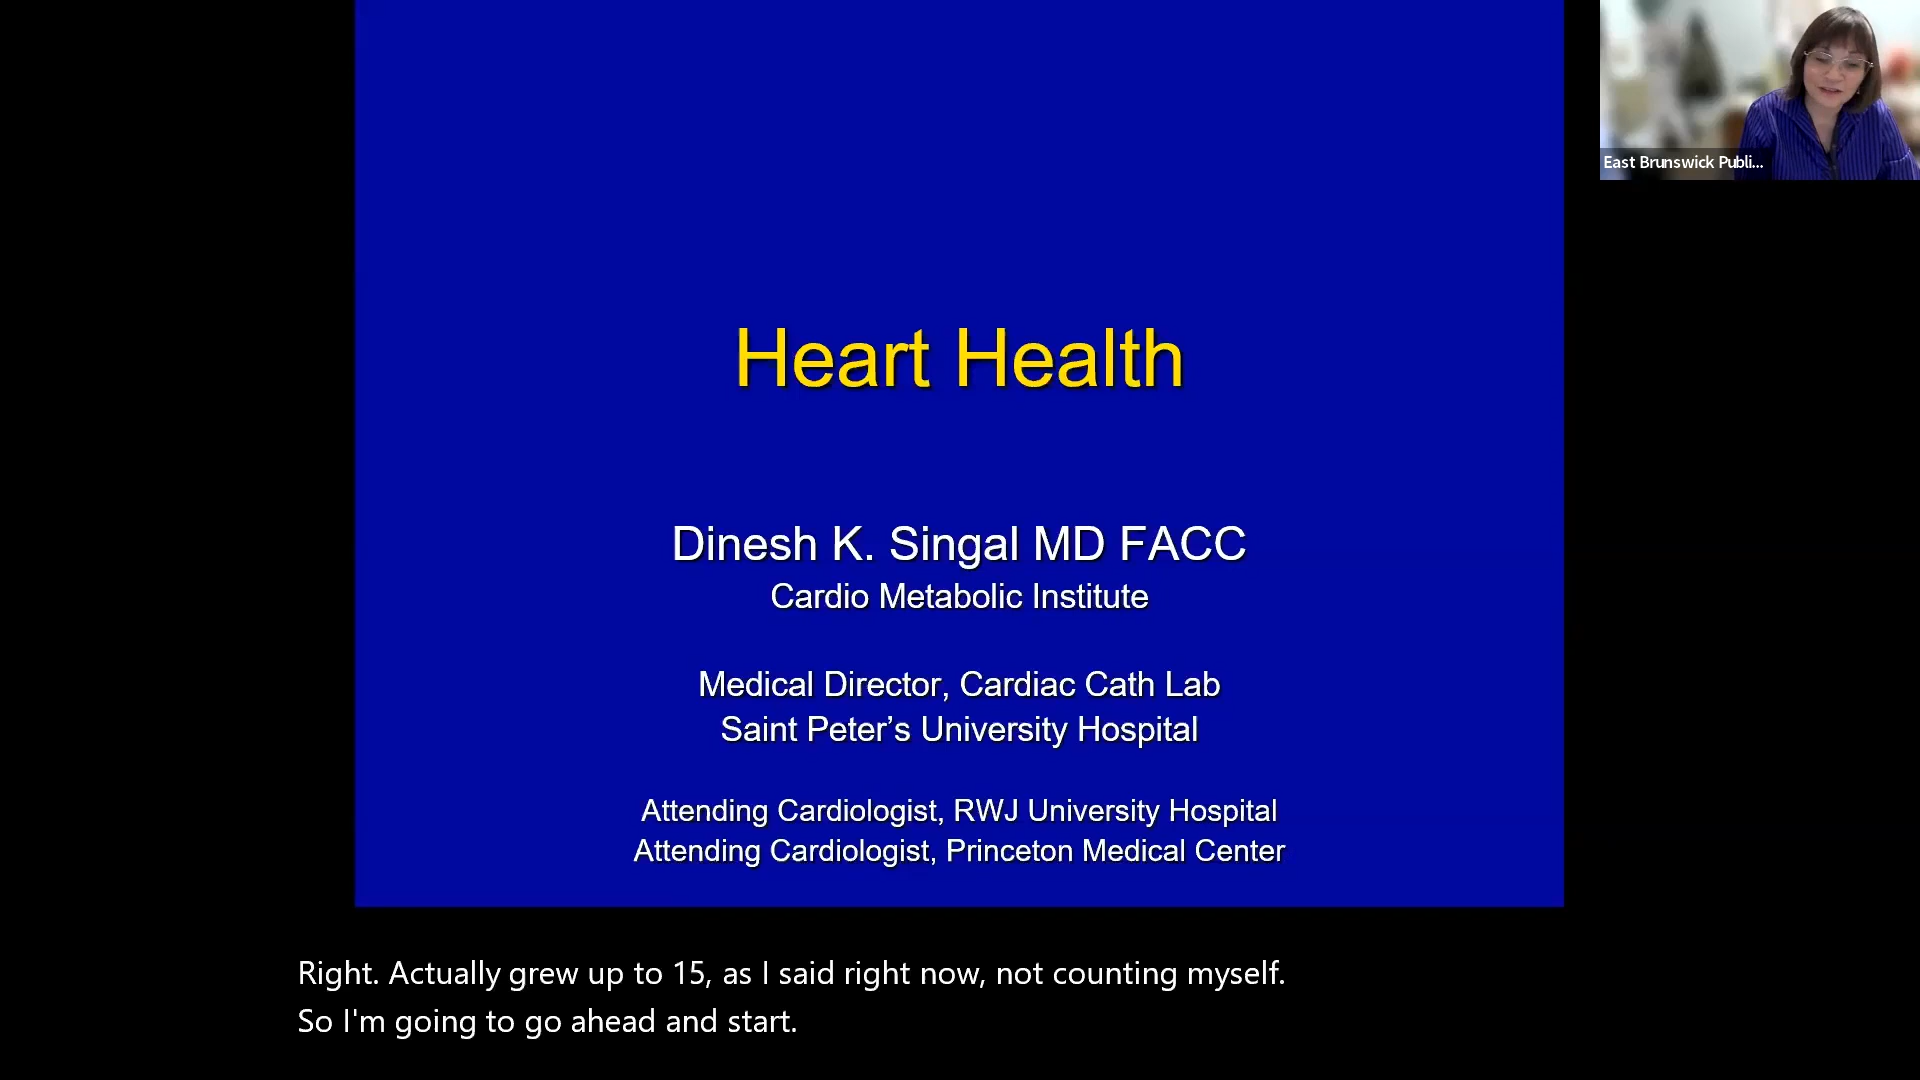 Heart Health
Dinesh K. Singal MD FACC
Cardio Metabolic Institute
Medical Director, Cardiac Cath Lab
Saint Peter’s University Hospital
Attending Cardiologist, RWJ University Hospital
Attending Cardiologist, Princeton Medical Center
East Brunswick Publi...
Right. Actually grew up to 15, as I said right now, not counting myself.
So I'm going to go ahead and start.